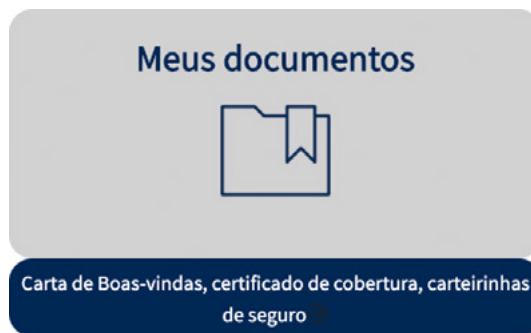 Meus documentos
Carta de Boas-vindas, certificado de cobertura, carteirinhas
de seguro